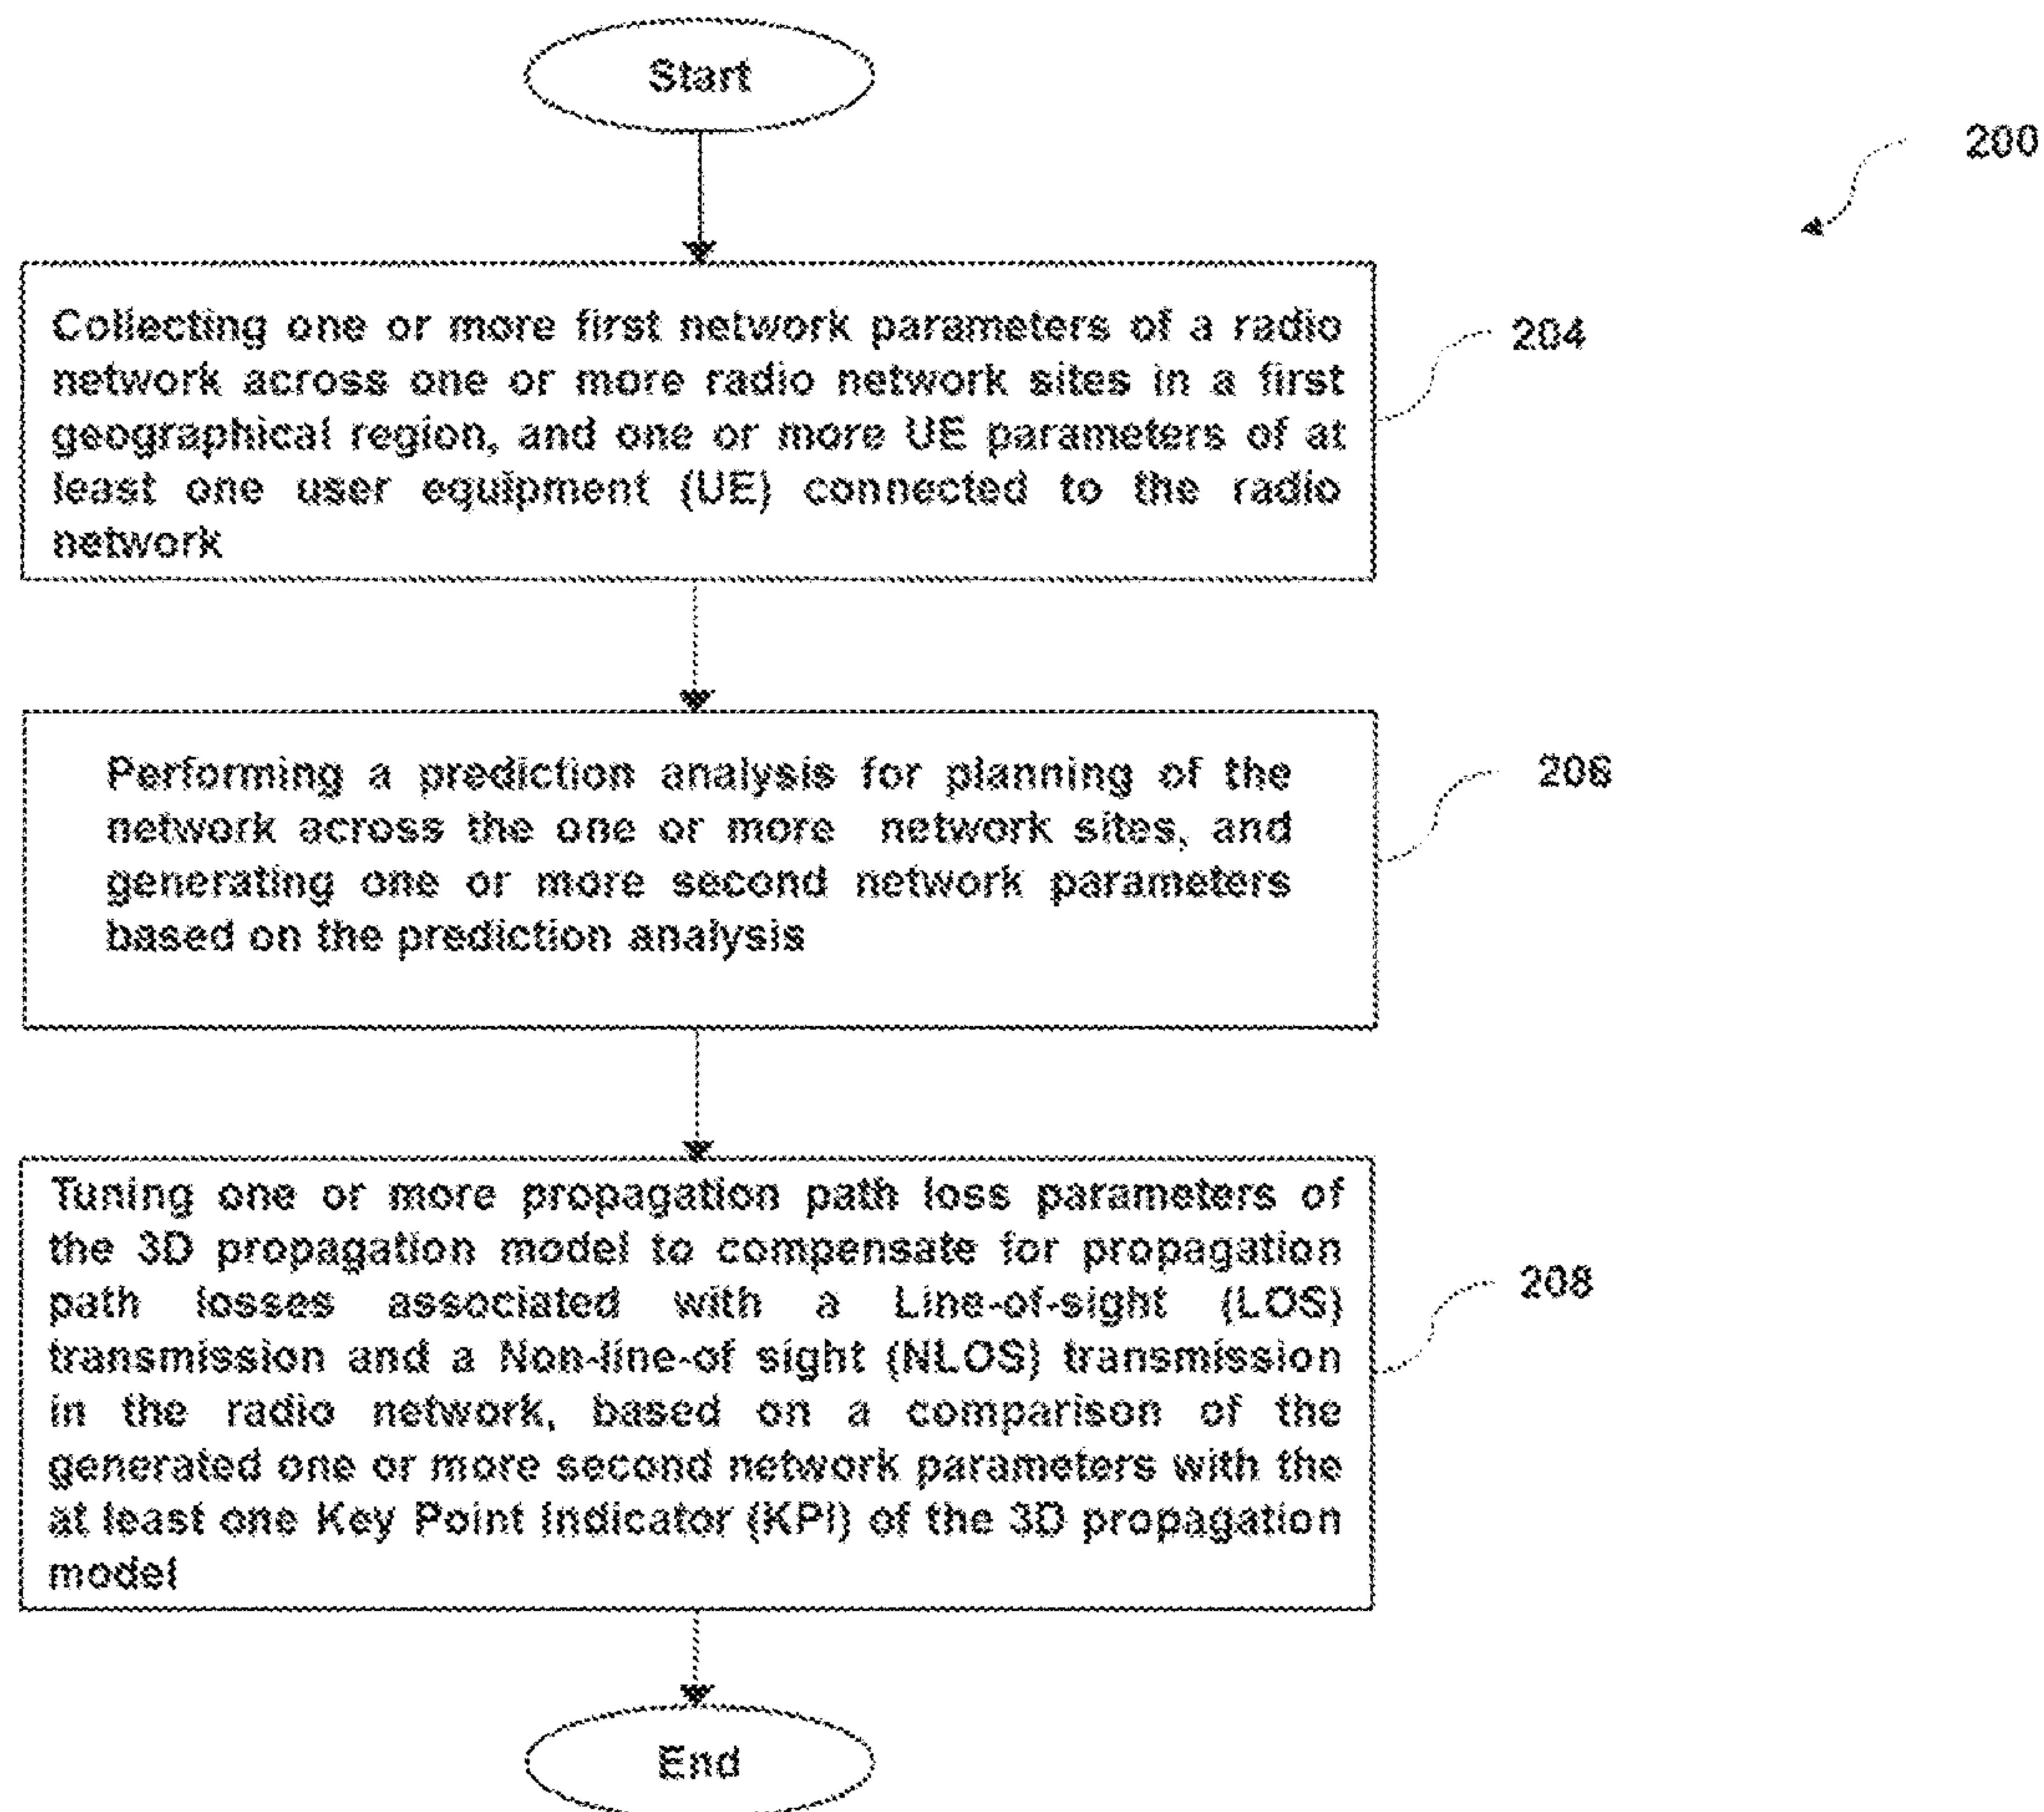 Start
200
Collecting one or more first network parameters of a radio
network across one or more radio network sites in a first
geographical region, and one or more UE parameters of at
least one user equipment (UE) connected to the radio
network
204
Performing a prediction analysis for planning of the
network across the one or more network sites, and
generating one or more second network parameters
based on the prediction analysis
206
Tuning one or more propagation path loss parameters of
the 3D propagation model to compensate for propagation
path losses associated with a Line-of-sight (LOS)
transmission and a Non-line-of sight (NLOS) transmission
in the radio network, based on a comparison of the
generated one or more second network parameters with the
at least one Key Point Indicator (KPI) of the 3D propagation
model
208
End